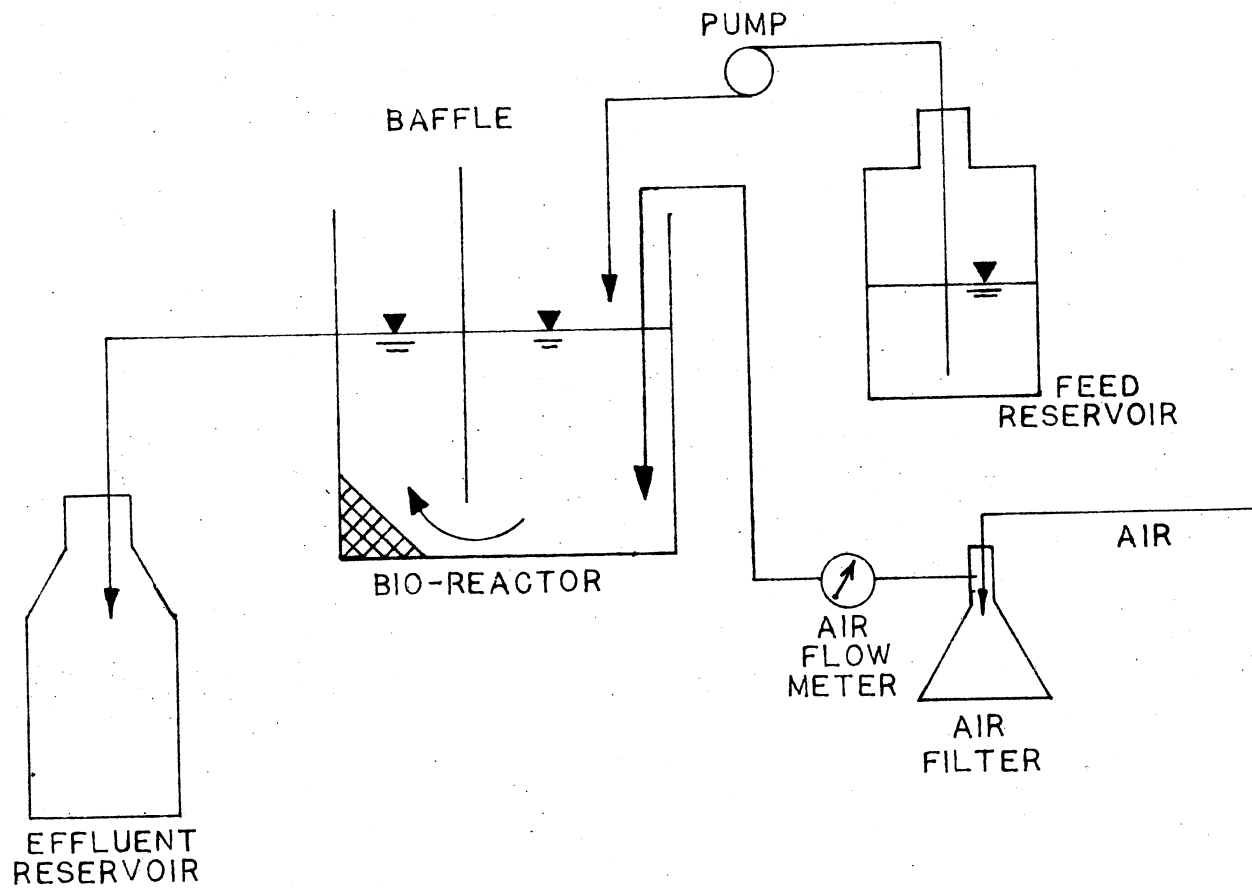 PUMP
BAFFLE
FEED
RESERVOIR
AIR
BIO-REACTOR
AIR
FLOW
METER
AIR
FILTER
EFFLUENT
RESERVOIR